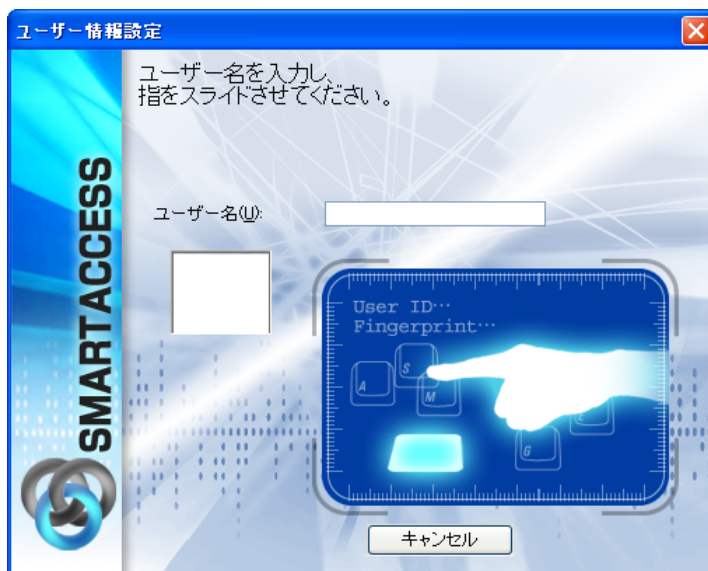 ユーザー情報設定
ユーザー名を入力し、
指をスライドさせてください。
SMARTACCESS
ユーザー名(U):
User ID…
Fingerprint…
S
A
M
G
キャンセル